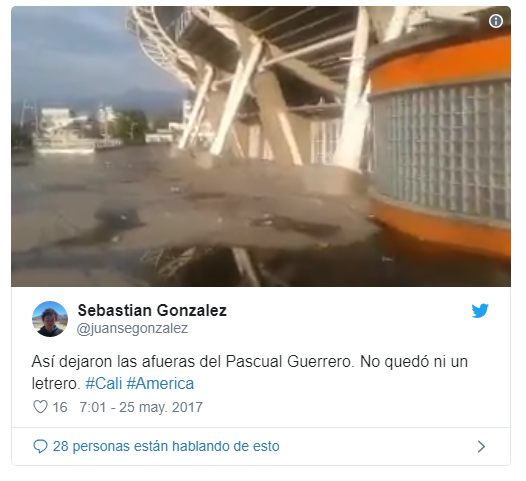 Sebastian Gonzalez
@juansegonzalez
Así dejaron las afueras del Pascual Guerrero. No quedó ni un
letrero. #Cali #America
16 7:01 - 25 may. 2017
28 personas están hablando de esto